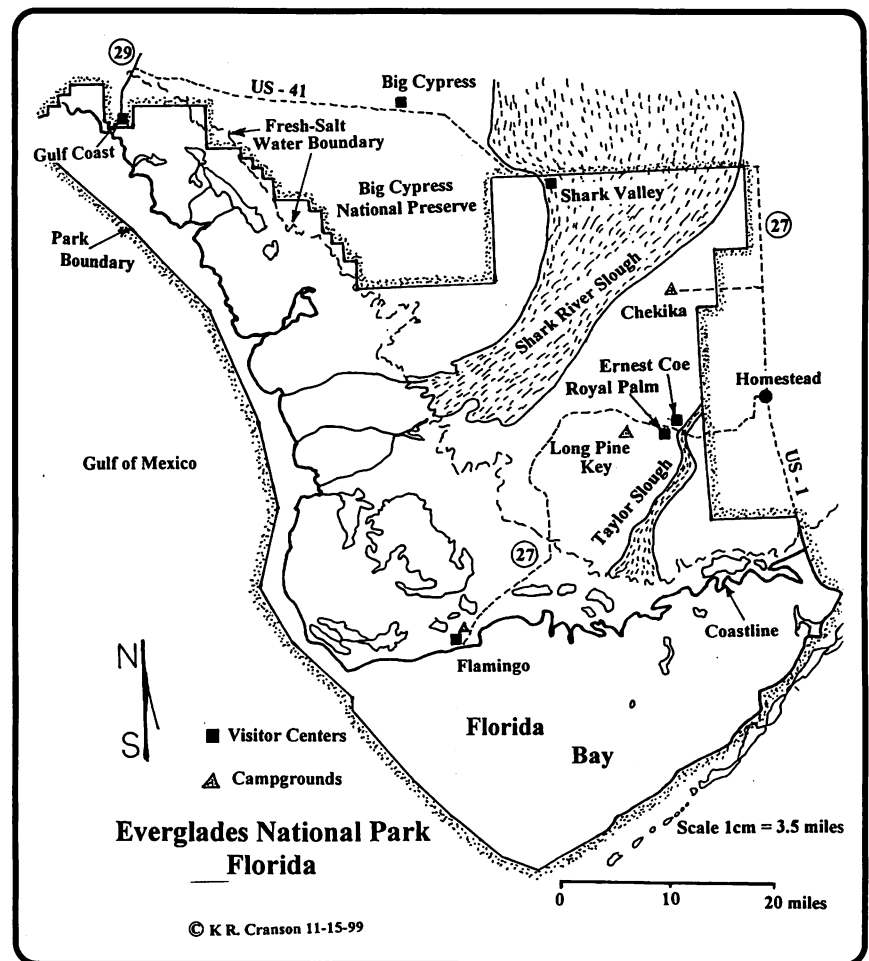 29
US - 41
Big Cypress
Fresh-Salt
Water Boundary
Gulf Coast
Big Cypress
National Preserve
Shark Valley
27
Park
Boundary
Shark River Slough
Chekika
Ernest Coe
Royal Palm
Homestead
Long Pine
Key
Gulf of Mexico
US - 1
Taylor Slough
27
Coastline
Flamingo
N
S
Florida
Bay
Visitor Centers
Campgrounds
Everglades National Park
Florida
Scale 1cm = 3.5 miles
0 10 20 miles
© K R. Cranson 11-15-99